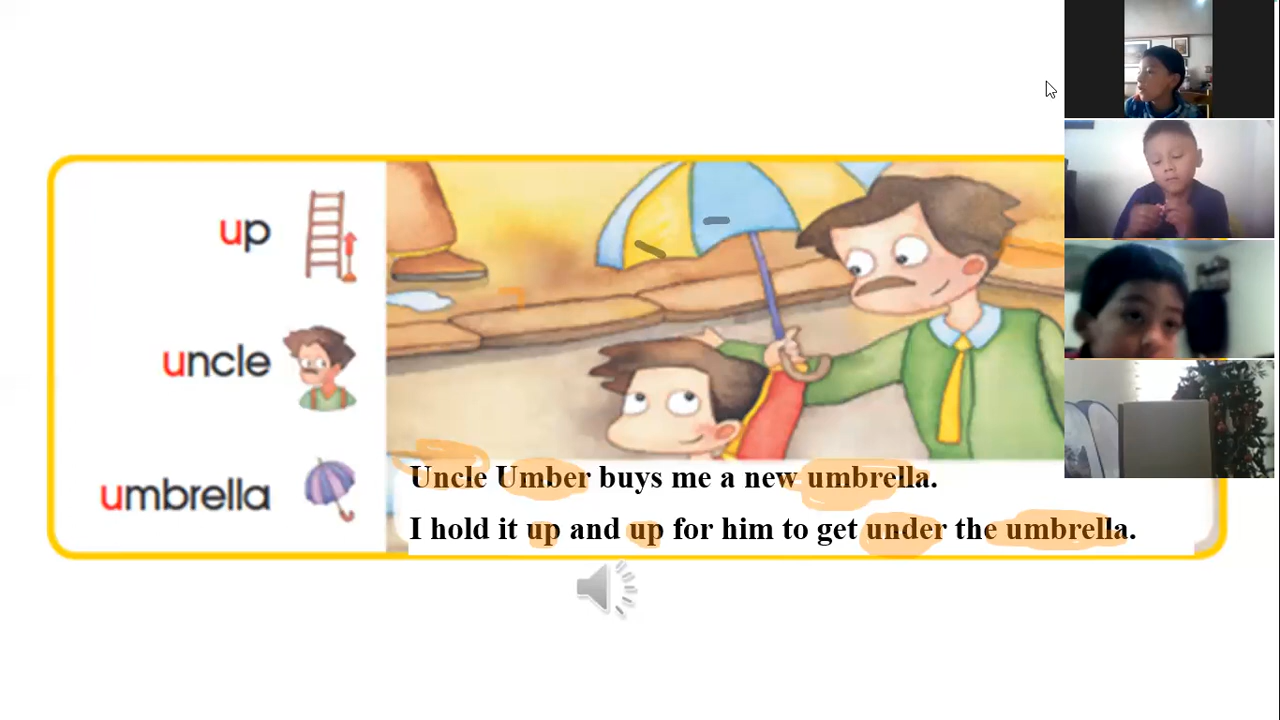 up
uncle
umbrella
Uncle Umber buys me a new umbrella.
I hold it up and up for him to get under the umbrella.